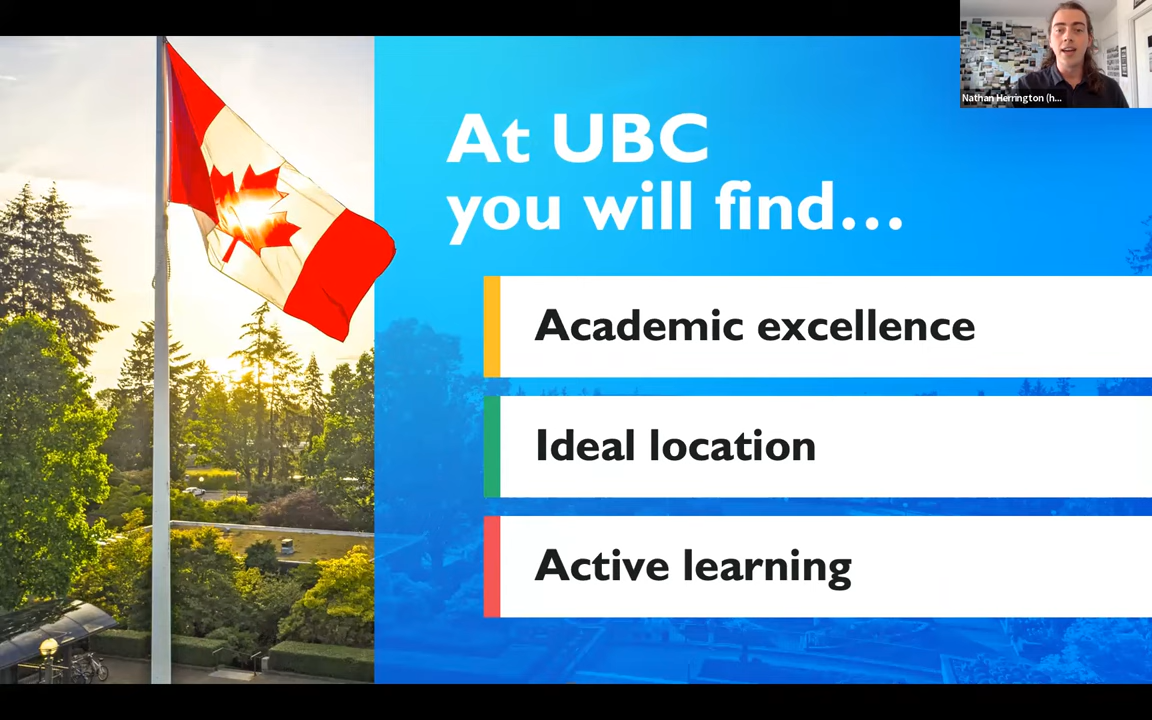 Nathan Herrington (h...
At UBC
you will find...
Academic excellence
Ideal location
Active learning